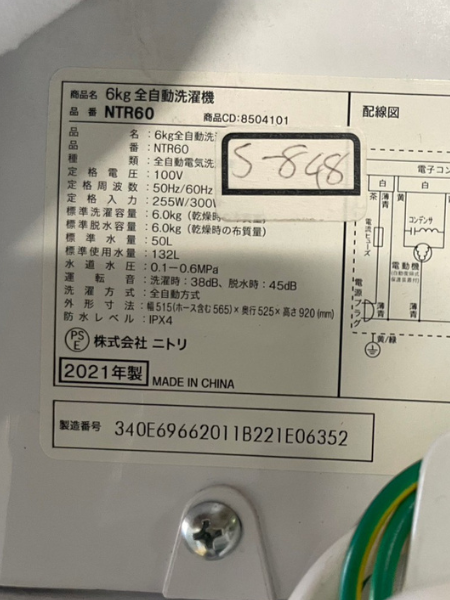 商品名 6kg 全自動洗濯機
品番 NTR60 商品CD:8504101
品名:6kg全自動洗
品番:NTR60
種類:全自動電気洗
定格電圧:100V
定格周波数:50Hz/60Hz
定格入力:255W/300W
標準洗濯容量:6.0kg (乾燥時の布質量)
標準脱水容量:6.0kg (乾燥時の布質量)
標準水量:50L
標準使用水量:132L
水道水圧:0.1-0.6MPa
運転音:洗濯時:38dB、脱水時:45dB
洗濯方式:全自動方式
外形寸法:幅515(ホース含む565)×奥行525×高さ920(mm)
防水レベル:IPX4
PS
E
株式会社 ニトリ
2021年製 MADE IN CHINA
製造番号 340E69662011B221E06352
S-848
配線図
電子コン
白 白
茶 薄青 黄 薄青
電流ヒューズ
コンデンサ
電動機
電源プラグ
薄青
黄/緑